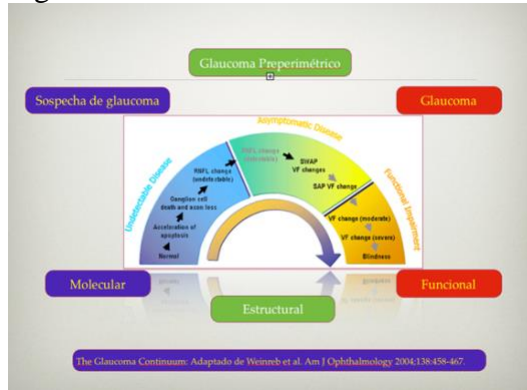 Glaucoma Preperimétrico
Sospecha de glaucoma
Glaucoma
Undetectable Disease
Asymptomatic Disease
Functional Impairment
Normal
Acceleration of
apoptosis
Ganglion cell
death and axon loss
RNFL change
(undetectable)
RNFL change
(detectable)
SWAP
VF changes
SAP VF change
VF change (moderate)
VF change (severe)
Blindness
Molecular
Estructural
Funcional
The Glaucoma Continuum: Adaptado de Weinreb et al. Am J Ophthalmology 2004;138:458-467.